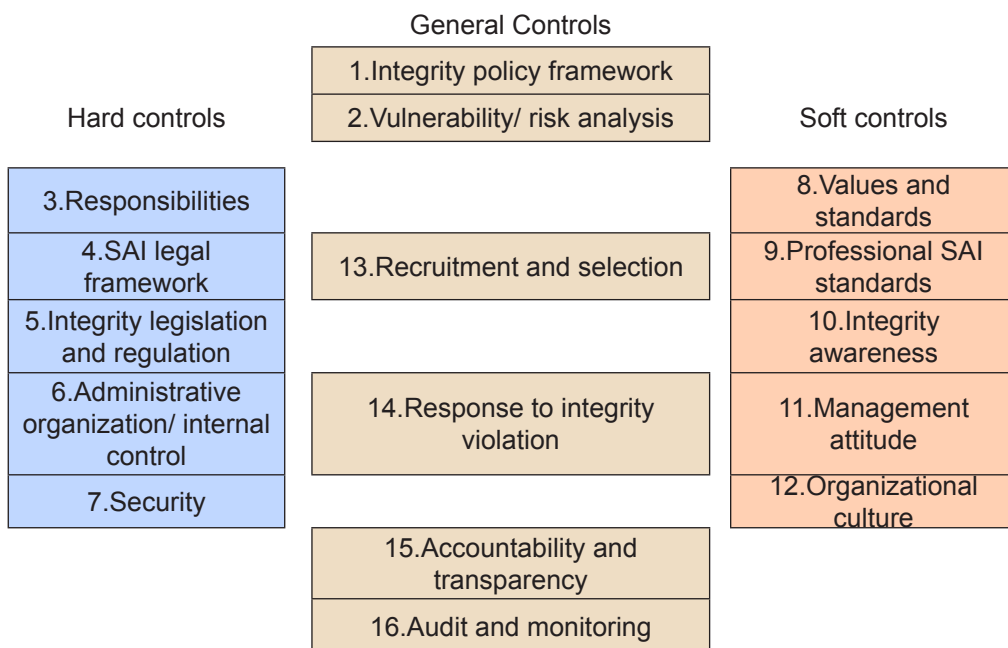 General Controls
1.Integrity policy framework
2.Vulnerability/ risk analysis
Hard controls
3.Responsibilities
4.SAI legal
framework
5.Integrity legislation
and regulation
6.Administrative
organization/ internal
control
7.Security
13.Recruitment and selection
14.Response to integrity
violation
15.Accountability and
transparency
16.Audit and monitoring
Soft controls
8.Values and
standards
9.Professional SAI
standards
10.Integrity
awareness
11.Management
attitude
12.Organizational
culture